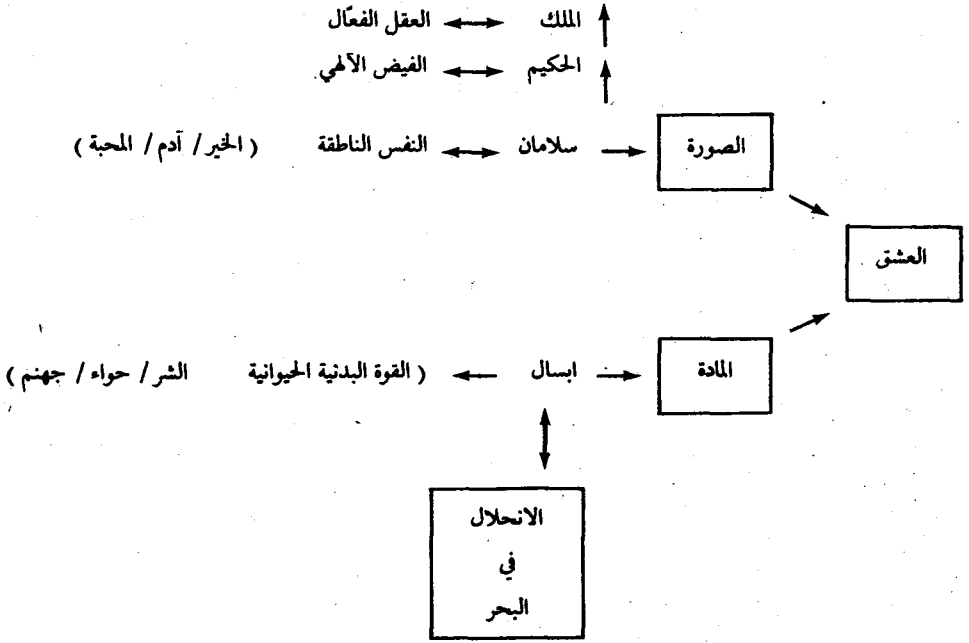 الملك العقل الفعّال
الحكيم الفيض الآلهي
الصورة سلامان النفس الناطقة ( الخير / آدم / المحبة )
العشق
المادة ابسال ( القوة البدنية الحيوانية الشر / حواء / جهنم )
الانحلال
في
البحر